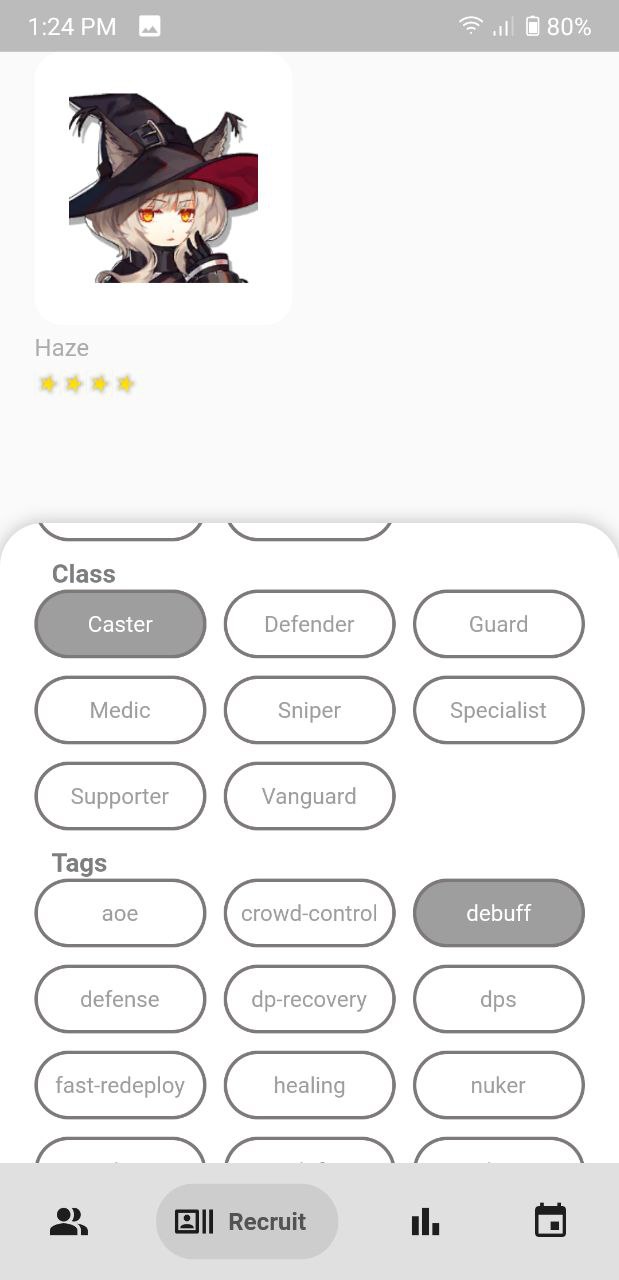 1:24 PM 80%
Haze
Class
Caster Defender Guard
Medic Sniper Specialist
Supporter Vanguard
Tags
aoe crowd-control debuff
defense dp-recovery dps
fast-redeploy healing nuker
Recruit